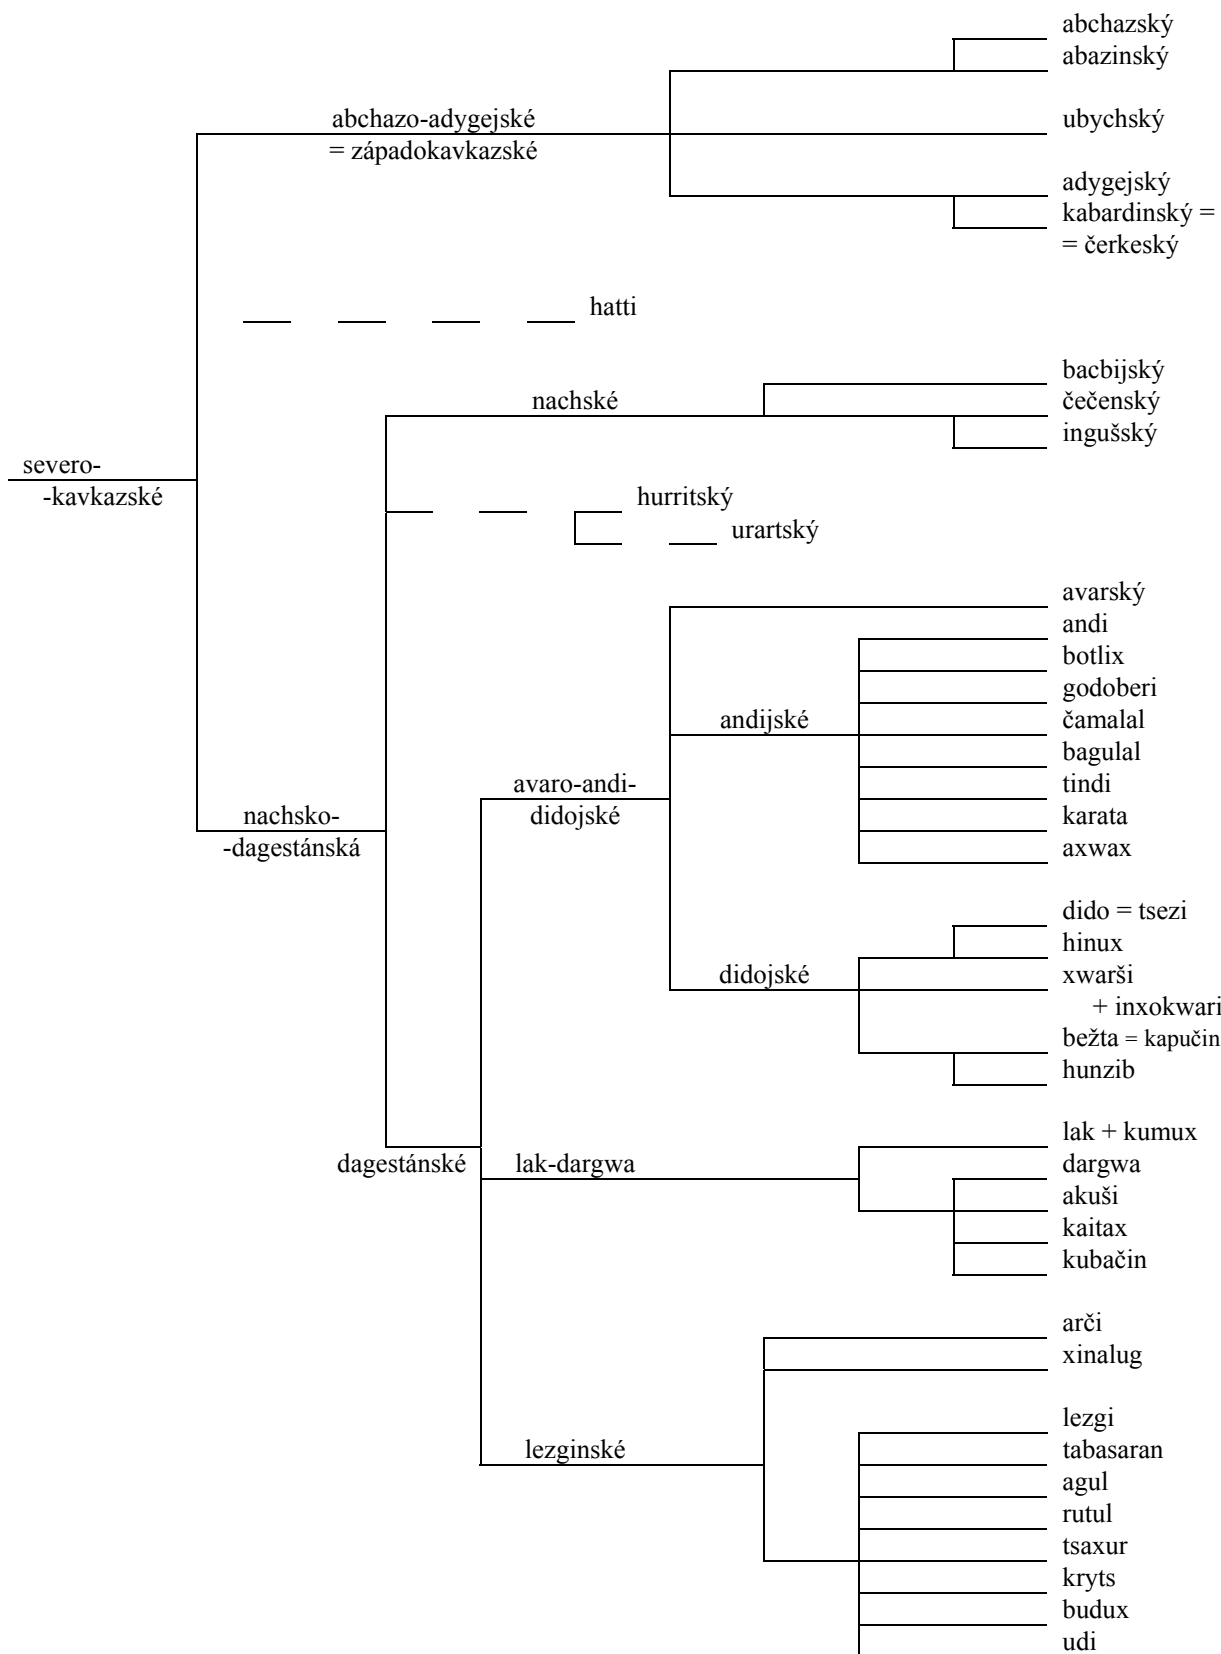 abchazský
abazinský
abchazo-adygejské
= západokavkazské
ubychský
adygejský
kabardinský =
= čerkeský
hatti
bacbijský
nachské
čečenský
ingušský
severo-
-kavkazské
hurritský
urartský
avarský
andi
botlix
godoberi
andijské
čamalal
bagulal
avaro-andi-
didojské
tindi
karata
nachsko-
-dagestánská
axwax
dido = tsezi
hinux
didojské
xwarši
+ inxokwari
bežta = kapučin
hunzib
lak + kumux
dagestánské
lak-dargwa
dargwa
akuši
kaitax
kubačin
arči
xinalug
lezgi
lezginské
tabasaran
agul
rutul
tsaxur
kryts
budux
udi